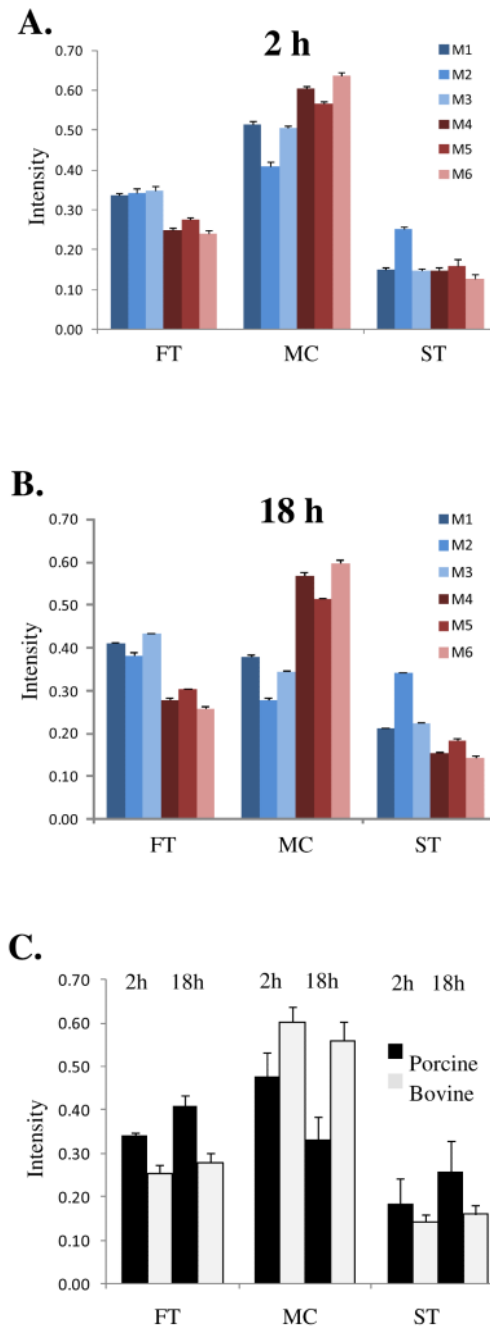 A.
2 h
0.70
0.60
0.50
0.40
0.30
0.20
0.10
0.00
Intensity
M1
M2
M3
M4
M5
M6
FT MC ST
B.
18 h
0.70
0.60
0.50
0.40
0.30
0.20
0.10
0.00
Intensity
M1
M2
M3
M4
M5
M6
FT MC ST
C.
2h 18h 2h 18h 2h 18h
0.70
0.60
0.50
0.40
0.30
0.20
0.10
0.00
Intensity
Porcine
Bovine
FT MC ST